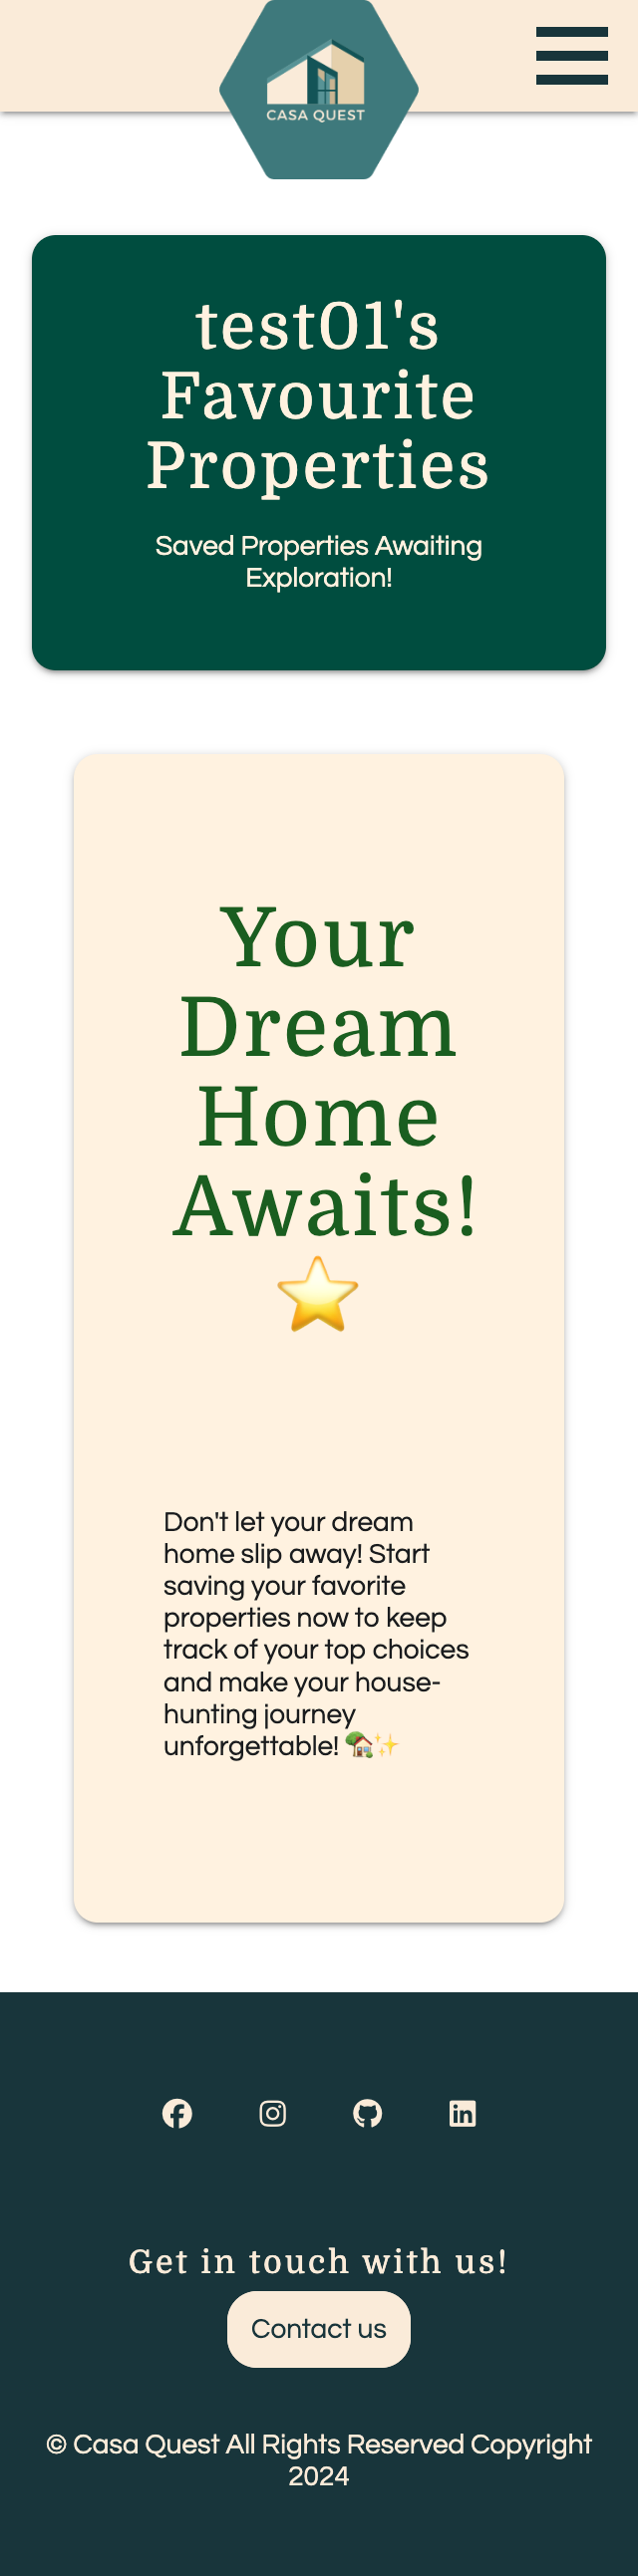 CASA QUEST
test01's
Favourite
Properties
Saved Properties Awaiting
Exploration!
Your
Dream
Home
Awaits!
⭐
Don't let your dream
home slip away! Start
saving your favorite
properties now to keep
track of your top choices
and make your house-
hunting journey
unforgettable! 🏡✨
Get in touch with us!
Contact us
© Casa Quest All Rights Reserved Copyright
2024